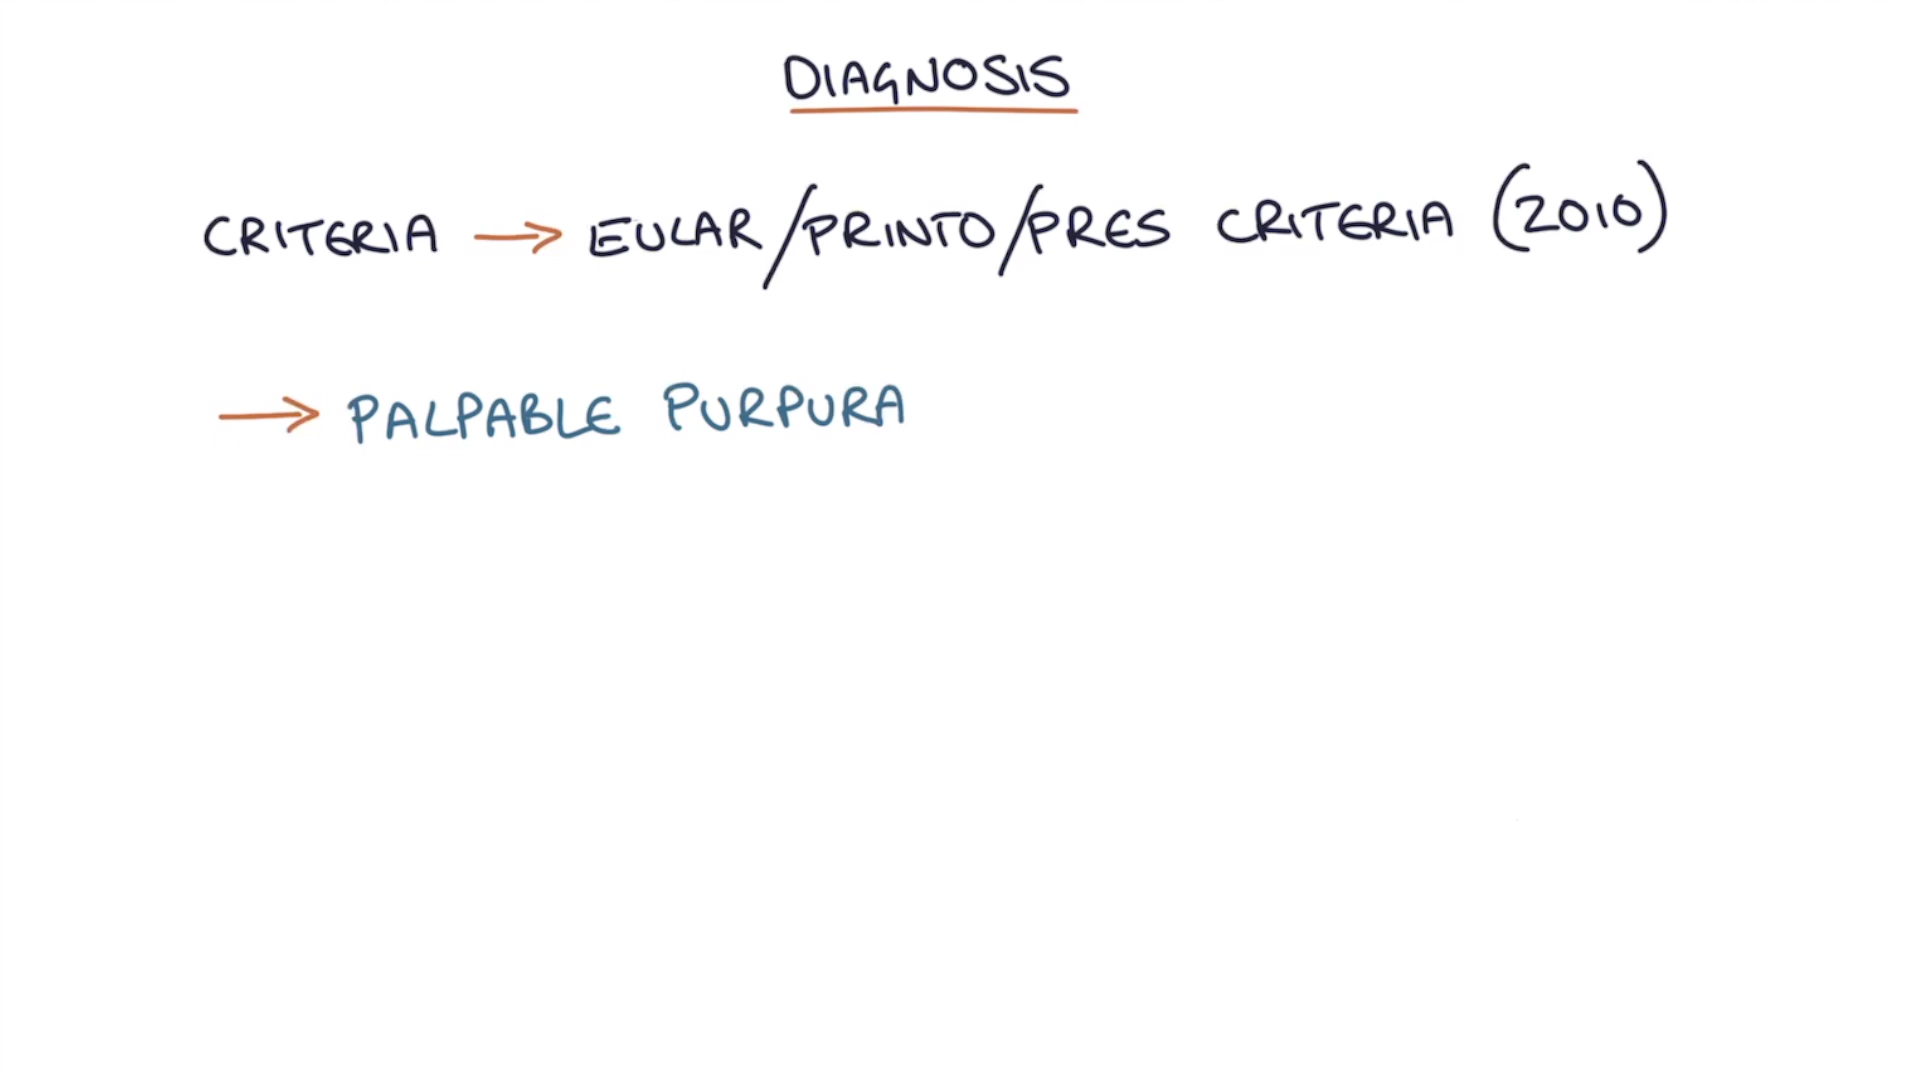 DIAGNOSIS
CRITERIA → EULAR/PRINTO/PRES CRITERIA (2010)
→ PALPABLE PURPURA